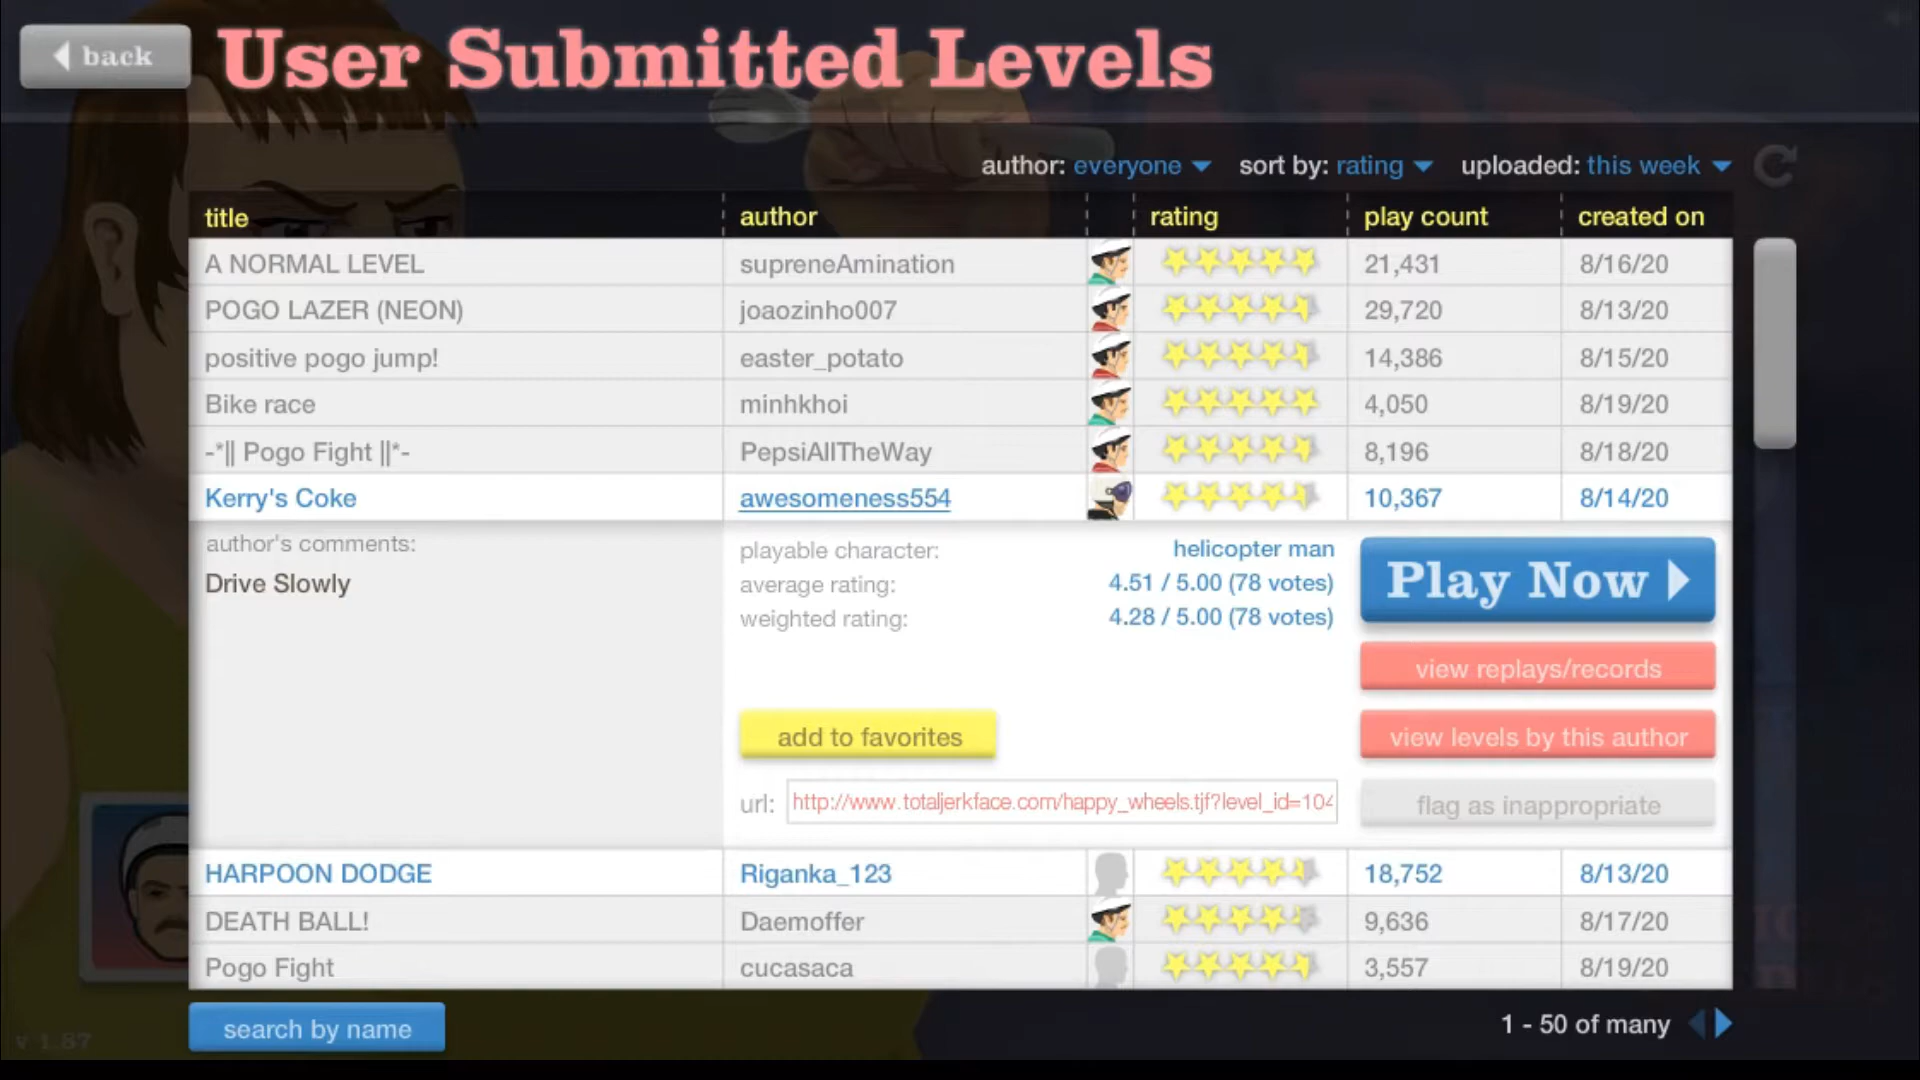 back
User Submitted Levels
author: everyone sort by: rating uploaded: this week
title author rating play count created on
A NORMAL LEVEL supreneAmination 21,431 8/16/20
POGO LAZER (NEON) joaozinho007 29,720 8/13/20
positive pogo jump! easter_potato 14,386 8/15/20
Bike race minhkhoi 4,050 8/19/20
-*|| Pogo Fight ||*- PepsiAllTheWay 8,196 8/18/20
Kerry's Coke awesomeness554 10,367 8/14/20
author's comments:
Drive Slowly
playable character: helicopter man
average rating: 4.51 / 5.00 (78 votes)
weighted rating: 4.28 / 5.00 (78 votes)
Play Now
view replays/records
add to favorites
view levels by this author
url: http://www.totaljerkface.com/happy_wheels.tjf?level_id=104
flag as inappropriate
HARPOON DODGE Riganka_123 18,752 8/13/20
DEATH BALL! Daemoffer 9,636 8/17/20
Pogo Fight cucasaca 3,557 8/19/20
search by name
1 - 50 of many
v 1.87